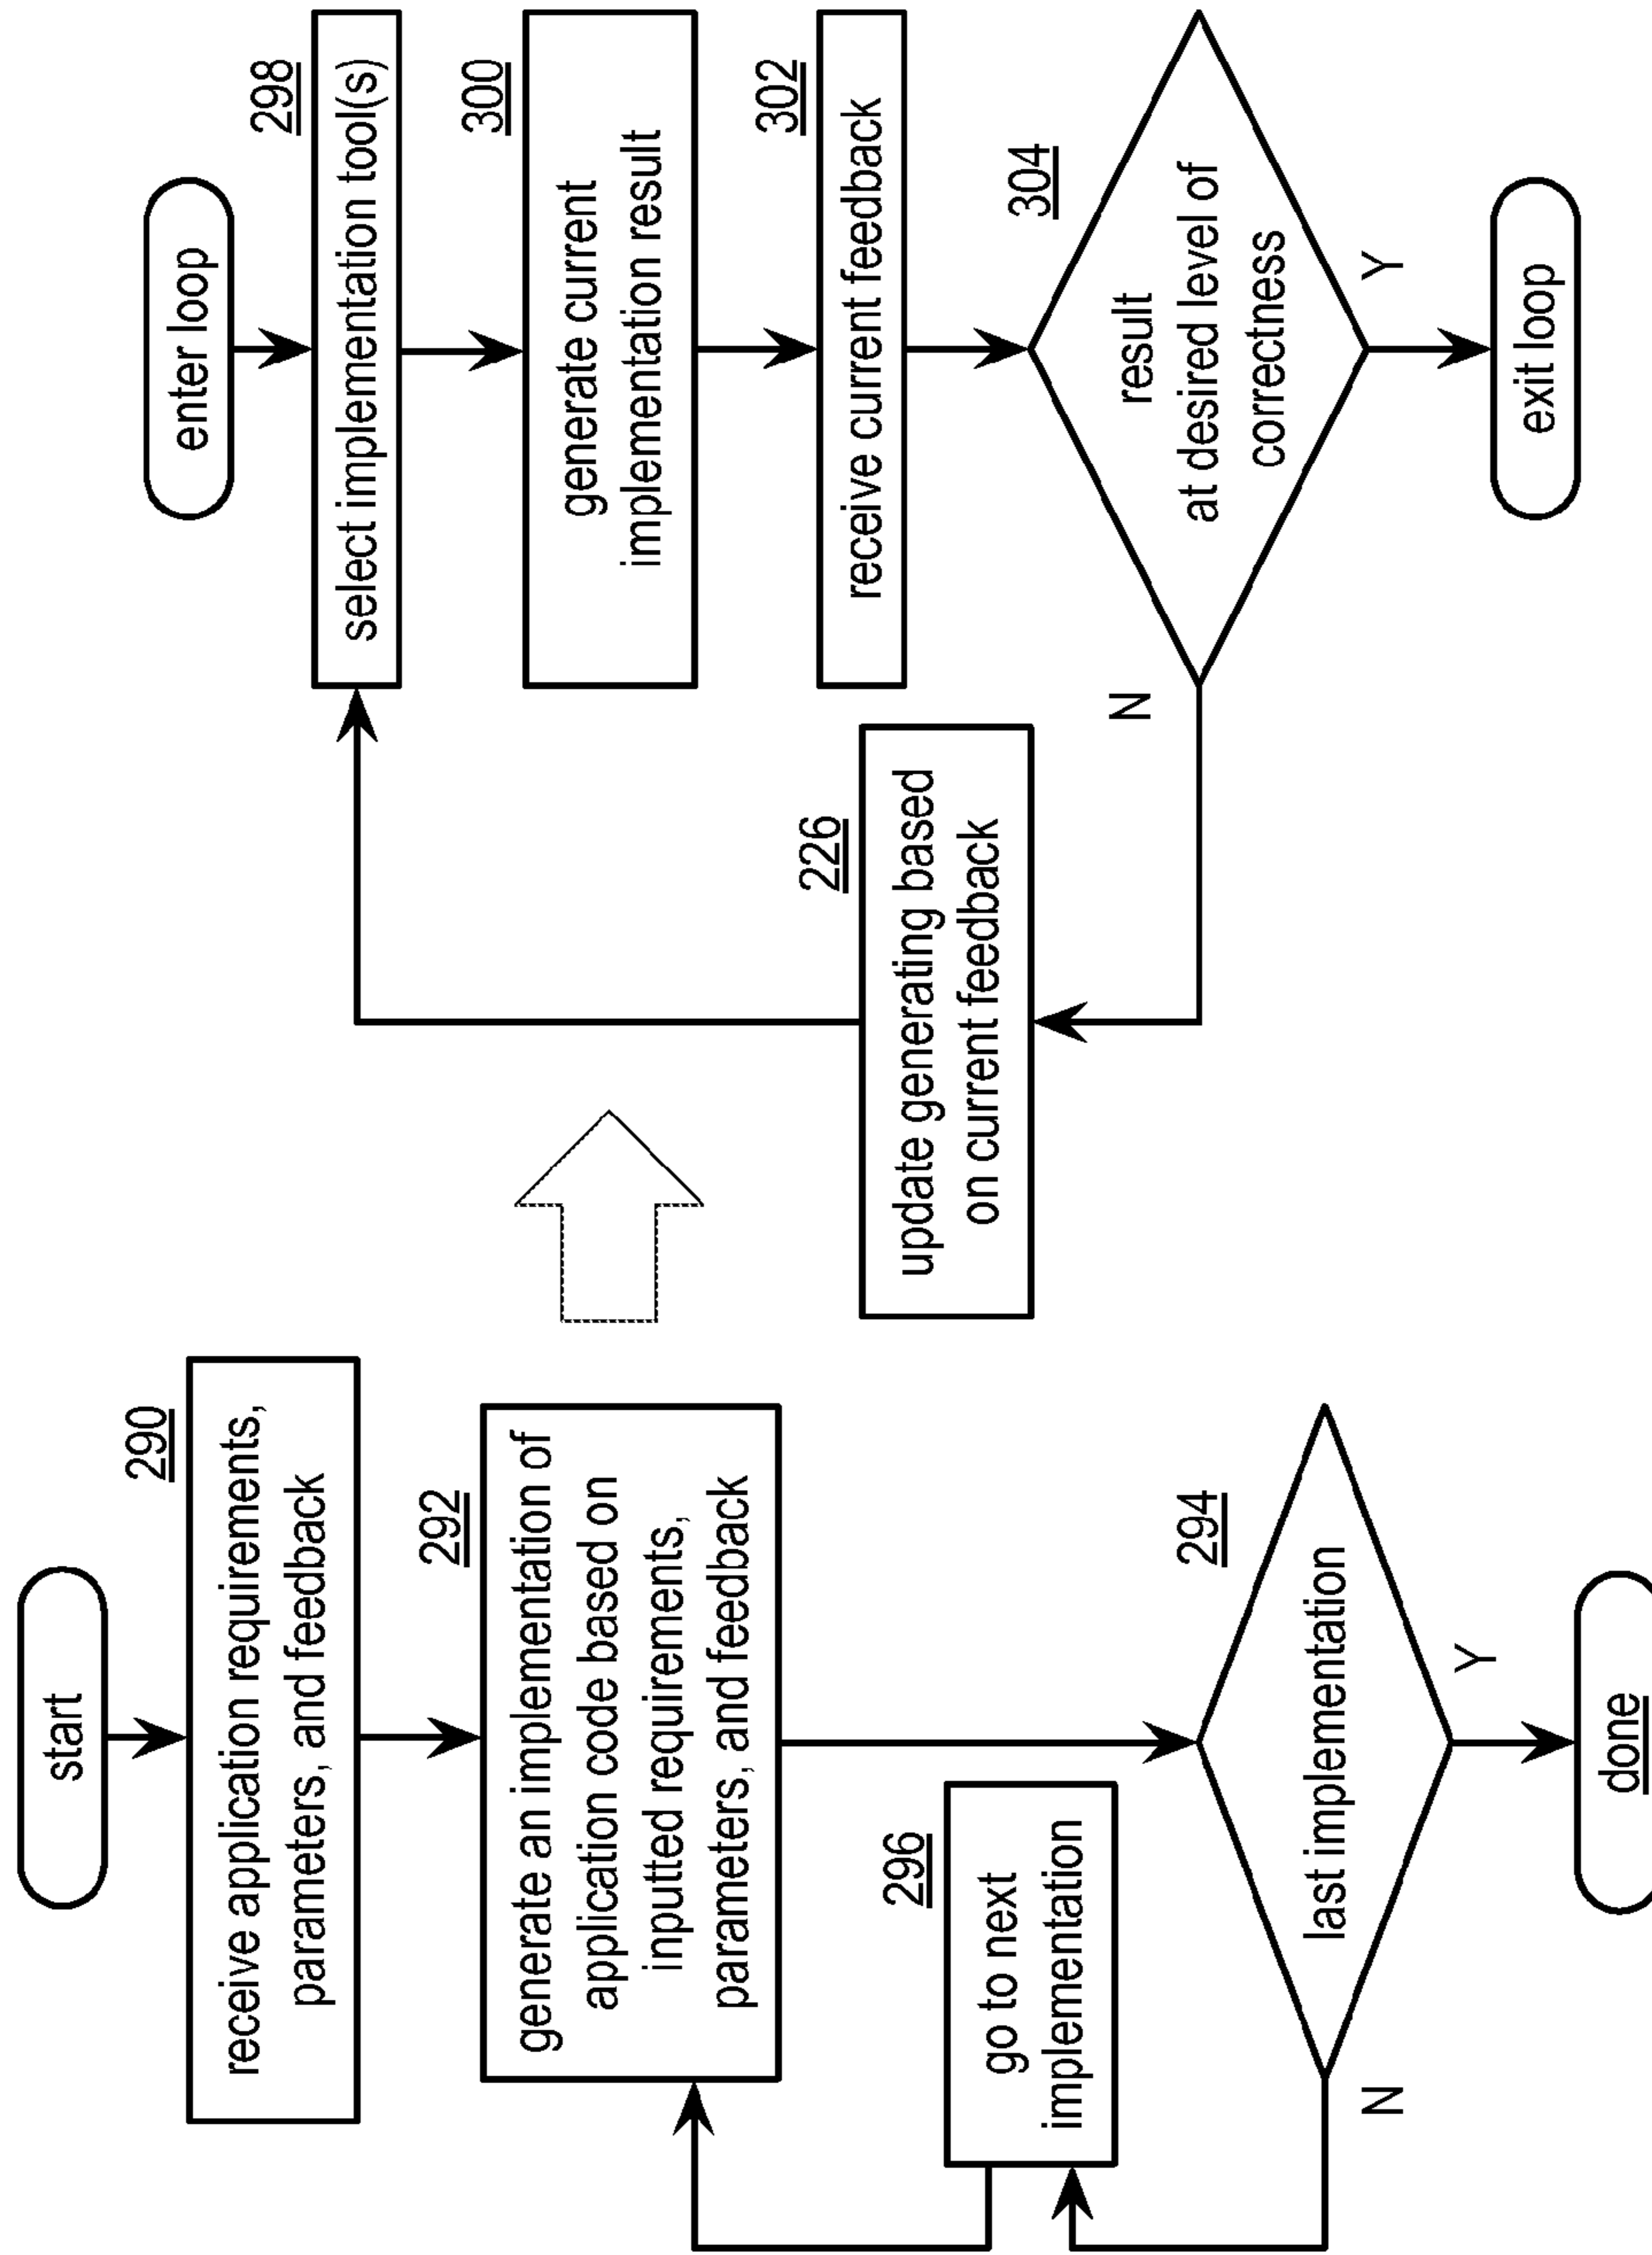 start
290
receive application requirements,
parameters, and feedback
292
generate an implementation of
application code based on
inputted requirements,
parameters, and feedback
296
go to next
implementation
294
last implementation
N
Y
done
enter loop
298
select implementation tool(s)
300
generate current
implementation result
302
receive current feedback
304
result
at desired level of
correctness
N
Y
226
update generating based
on current feedback
exit loop